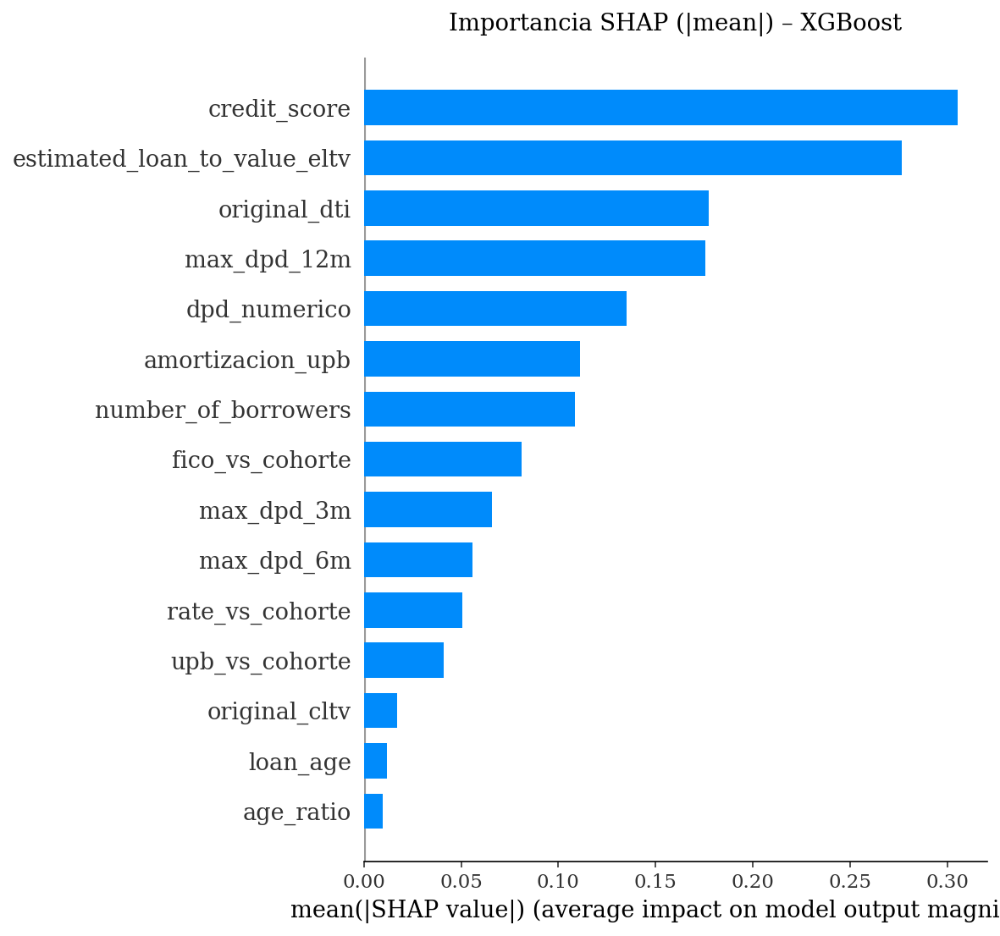 Importancia SHAP (|mean|) – XGBoost
credit_score
estimated_loan_to_value_eltv
original_dti
max_dpd_12m
dpd_numerico
amortizacion_upb
number_of_borrowers
fico_vs_cohorte
max_dpd_3m
max_dpd_6m
rate_vs_cohorte
upb_vs_cohorte
original_cltv
loan_age
age_ratio
0.00 0.05 0.10 0.15 0.20 0.25 0.30
mean(|SHAP value|) (average impact on model output magni